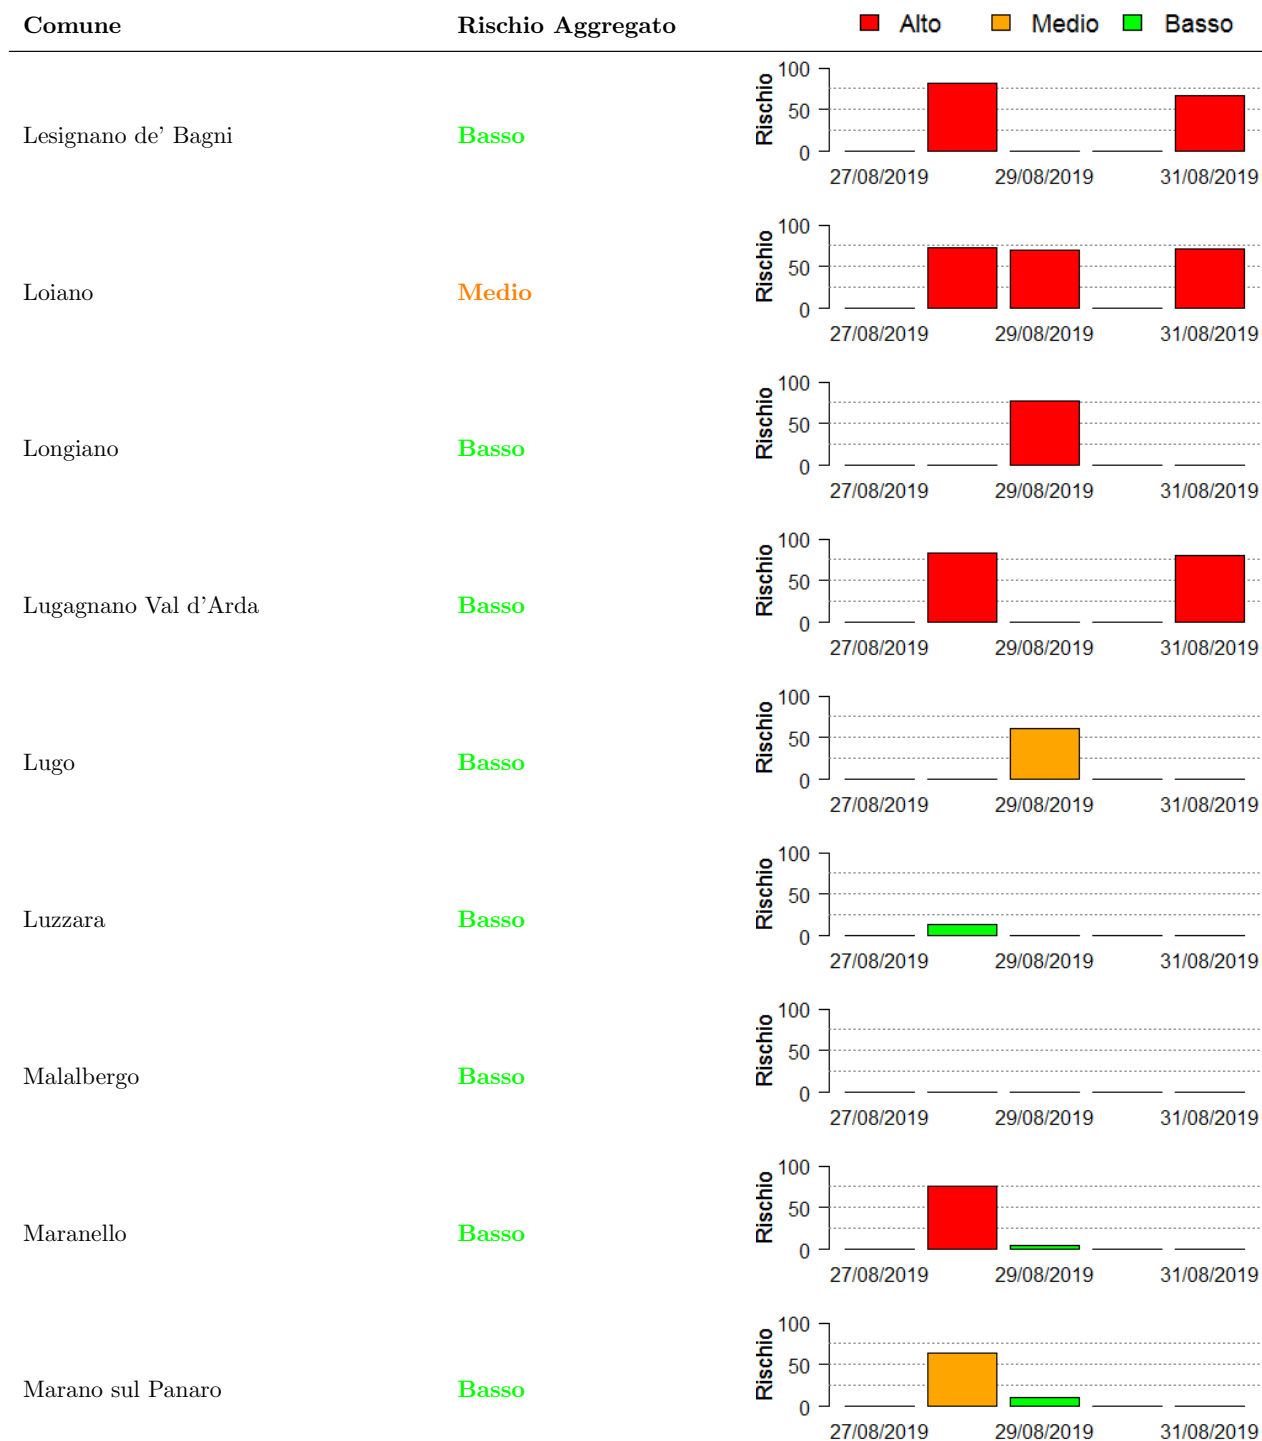 Comune Rischio Aggregato Alto Medio Basso
Lesignano de' Bagni Basso Rischio 100 50 0
27/08/2019 29/08/2019 31/08/2019
Loiano Medio Rischio 100 50 0
27/08/2019 29/08/2019 31/08/2019
Longiano Basso Rischio 100 50 0
27/08/2019 29/08/2019 31/08/2019
Lugagnano Val d'Arda Basso Rischio 100 50 0
27/08/2019 29/08/2019 31/08/2019
Lugo Basso Rischio 100 50 0
27/08/2019 29/08/2019 31/08/2019
Luzzara Basso Rischio 100 50 0
27/08/2019 29/08/2019 31/08/2019
Malalbergo Basso Rischio 100 50 0
27/08/2019 29/08/2019 31/08/2019
Maranello Basso Rischio 100 50 0
27/08/2019 29/08/2019 31/08/2019
Marano sul Panaro Basso Rischio 100 50 0
27/08/2019 29/08/2019 31/08/2019